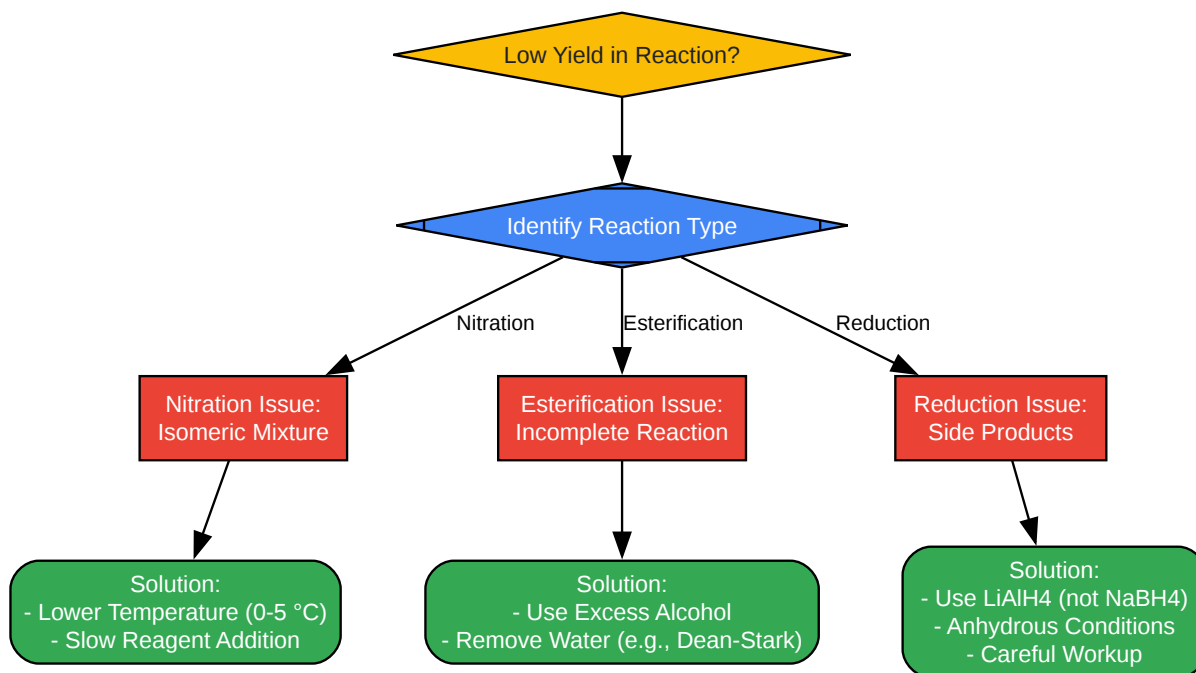 Low Yield in Reaction?
Identify Reaction Type
Nitration
Esterification
Reduction
Nitration Issue:
Isomeric Mixture
Esterification Issue:
Incomplete Reaction
Reduction Issue:
Side Products
Solution:
- Lower Temperature (0-5 °C)
- Slow Reagent Addition
Solution:
- Use Excess Alcohol
- Remove Water (e.g., Dean-Stark)
Solution:
- Use LiAlH4 (not NaBH4)
- Anhydrous Conditions
- Careful Workup